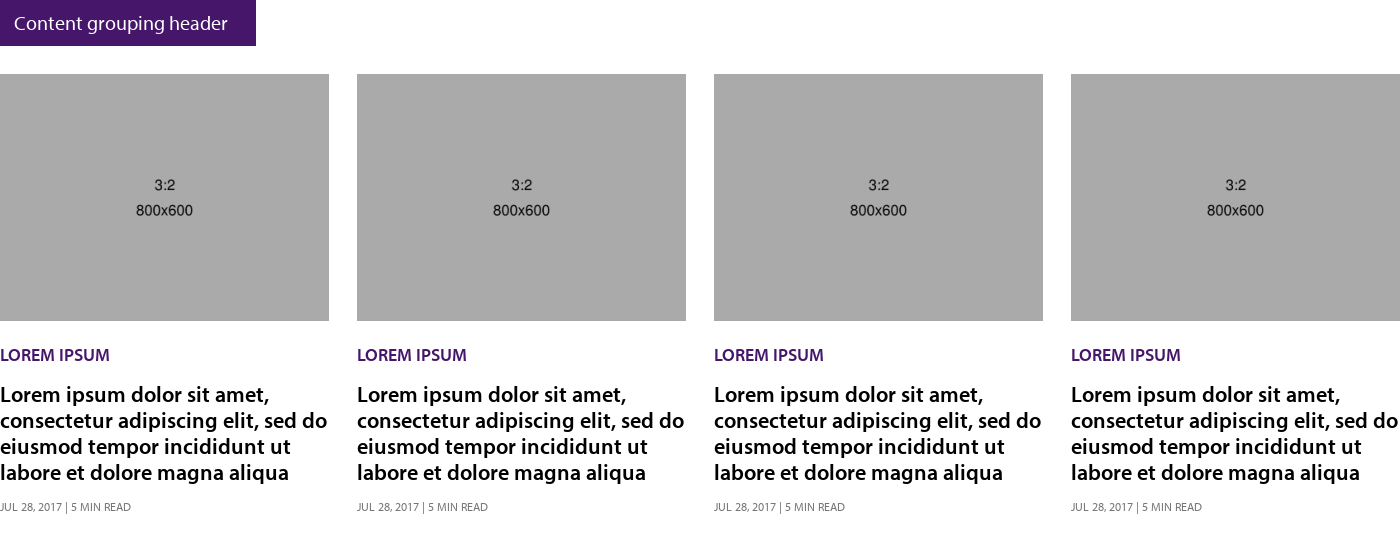 Content grouping header
3:2
800x600
3:2
800x600
3:2
800x600
3:2
800x600
LOREM IPSUM
Lorem ipsum dolor sit amet,
consectetur adipiscing elit, sed do
eiusmod tempor incididunt ut
labore et dolore magna aliqua
JUL 28, 2017 | 5 MIN READ
LOREM IPSUM
Lorem ipsum dolor sit amet,
consectetur adipiscing elit, sed do
eiusmod tempor incididunt ut
labore et dolore magna aliqua
JUL 28, 2017 | 5 MIN READ
LOREM IPSUM
Lorem ipsum dolor sit amet,
consectetur adipiscing elit, sed do
eiusmod tempor incididunt ut
labore et dolore magna aliqua
JUL 28, 2017 | 5 MIN READ
LOREM IPSUM
Lorem ipsum dolor sit amet,
consectetur adipiscing elit, sed do
eiusmod tempor incididunt ut
labore et dolore magna aliqua
JUL 28, 2017 | 5 MIN READ